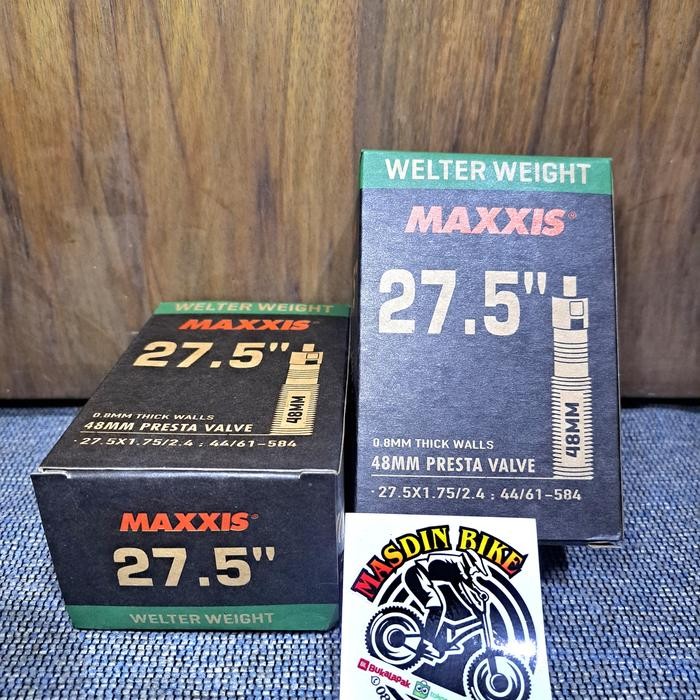 WELTER WEIGHT
MAXXIS®
27.5"
48MM
0.8MM THICK WALLS
48MM PRESTA VALVE
· 27.5X1.75/2.4 : 44/61-584
WELTER WEIGHT
MAXXIS®
27.5"
48MM
0.8MM THICK WALLS
48MM PRESTA VALVE
· 27.5X1.75/2.4 : 44/61-584
MAXXIS®
27.5"
WELTER WEIGHT
MASDIN BIKE
BukaLapak